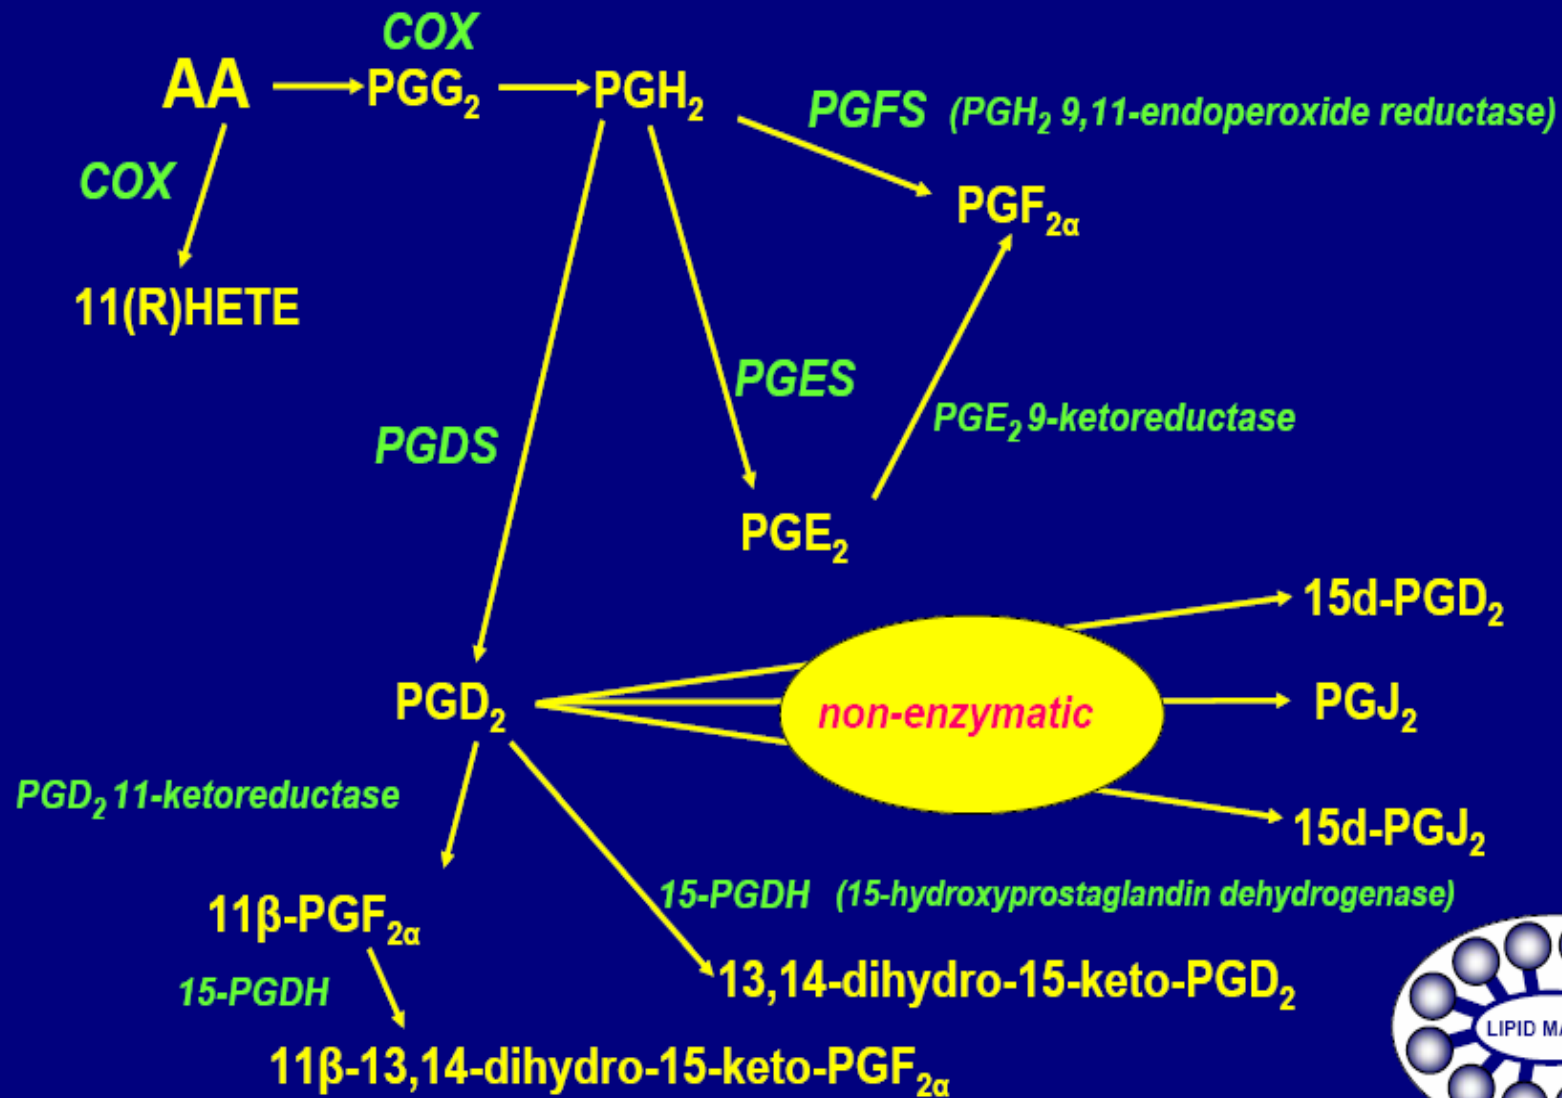 COX
AA → PGG₂ → PGH₂
PGFS (PGH₂ 9,11-endoperoxide reductase)
COX
PGF₂α
11(R)HETE
PGES
PGE₂ 9-ketoreductase
PGDS
PGE₂
15d-PGD₂
PGD₂
non-enzymatic
PGJ₂
PGD₂ 11-ketoreductase
15d-PGJ₂
15-PGDH (15-hydroxyprostaglandin dehydrogenase)
11β-PGF₂α
13,14-dihydro-15-keto-PGD₂
15-PGDH
LIPID MA
11β-13,14-dihydro-15-keto-PGF₂α